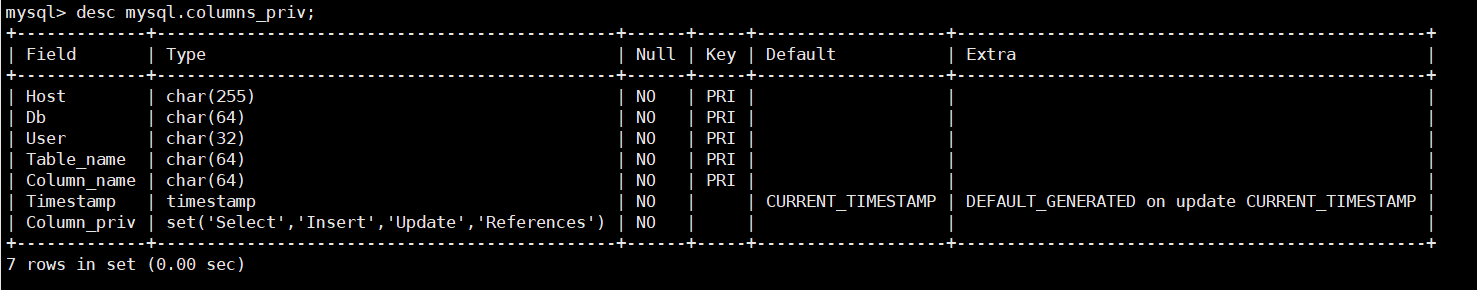 mysql> desc mysql.columns_priv;
+-------------+----------------------------------------------+------+-----+-------------------+-----------------------------------------------+
| Field       | Type                                         | Null | Key | Default           | Extra                                         |
+-------------+----------------------------------------------+------+-----+-------------------+-----------------------------------------------+
| Host        | char(255)                                    | NO   | PRI |                   |                                               |
| Db          | char(64)                                     | NO   | PRI |                   |                                               |
| User        | char(32)                                     | NO   | PRI |                   |                                               |
| Table_name  | char(64)                                     | NO   | PRI |                   |                                               |
| Column_name | char(64)                                     | NO   | PRI |                   |                                               |
| Timestamp   | timestamp                                    | NO   |     | CURRENT_TIMESTAMP | DEFAULT_GENERATED on update CURRENT_TIMESTAMP |
| Column_priv | set('Select','Insert','Update','References') | NO   |     |                   |                                               |
+-------------+----------------------------------------------+------+-----+-------------------+-----------------------------------------------+
7 rows in set (0.00 sec)